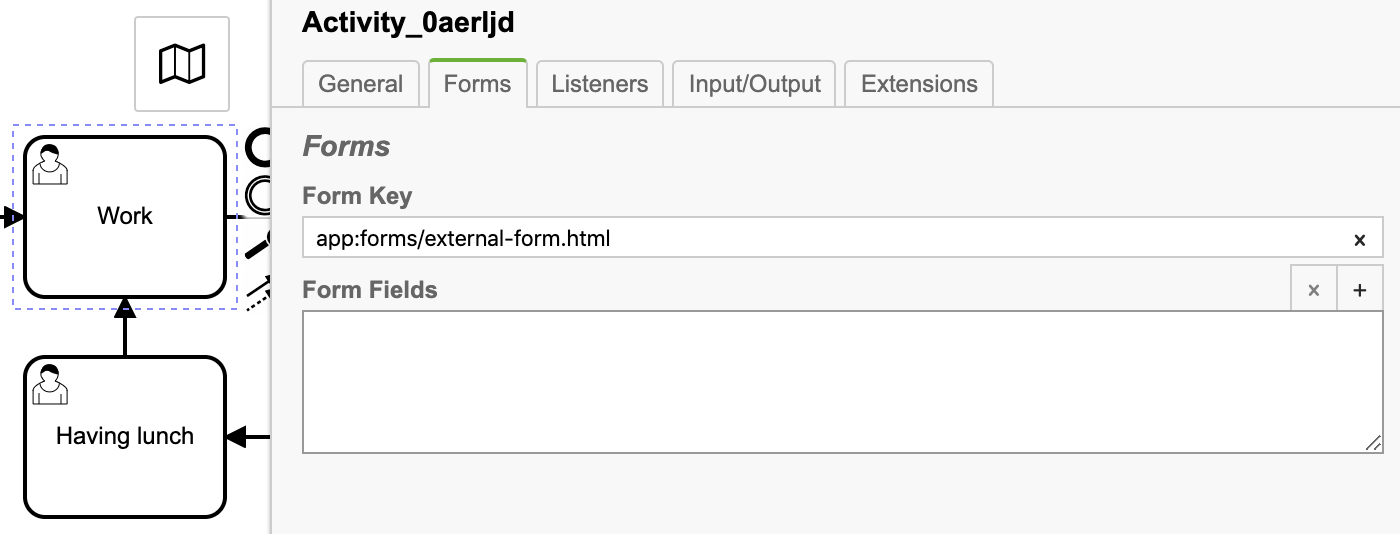 Activity_0aerljd
General
Forms
Listeners
Input/Output
Extensions
Forms
Form Key
app:forms/external-form.html
x
Form Fields
x
+
Work
Having lunch